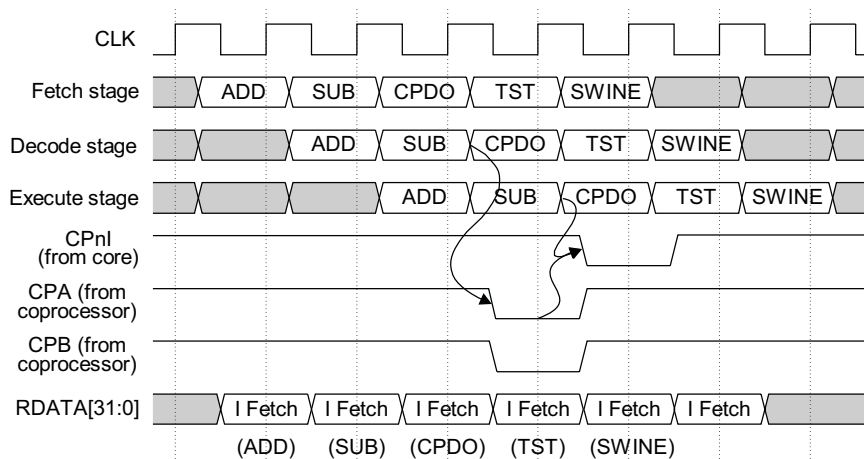 CLK
Fetch stage ADD SUB CPDO TST SWINE
Decode stage ADD SUB CPDO TST SWINE
Execute stage ADD SUB CPDO TST SWINE
CPnI
(from core)
CPA (from
coprocessor)
CPB (from
coprocessor)
RDATA[31:0] I Fetch I Fetch I Fetch I Fetch I Fetch I Fetch
(ADD) (SUB) (CPDO) (TST) (SWINE)